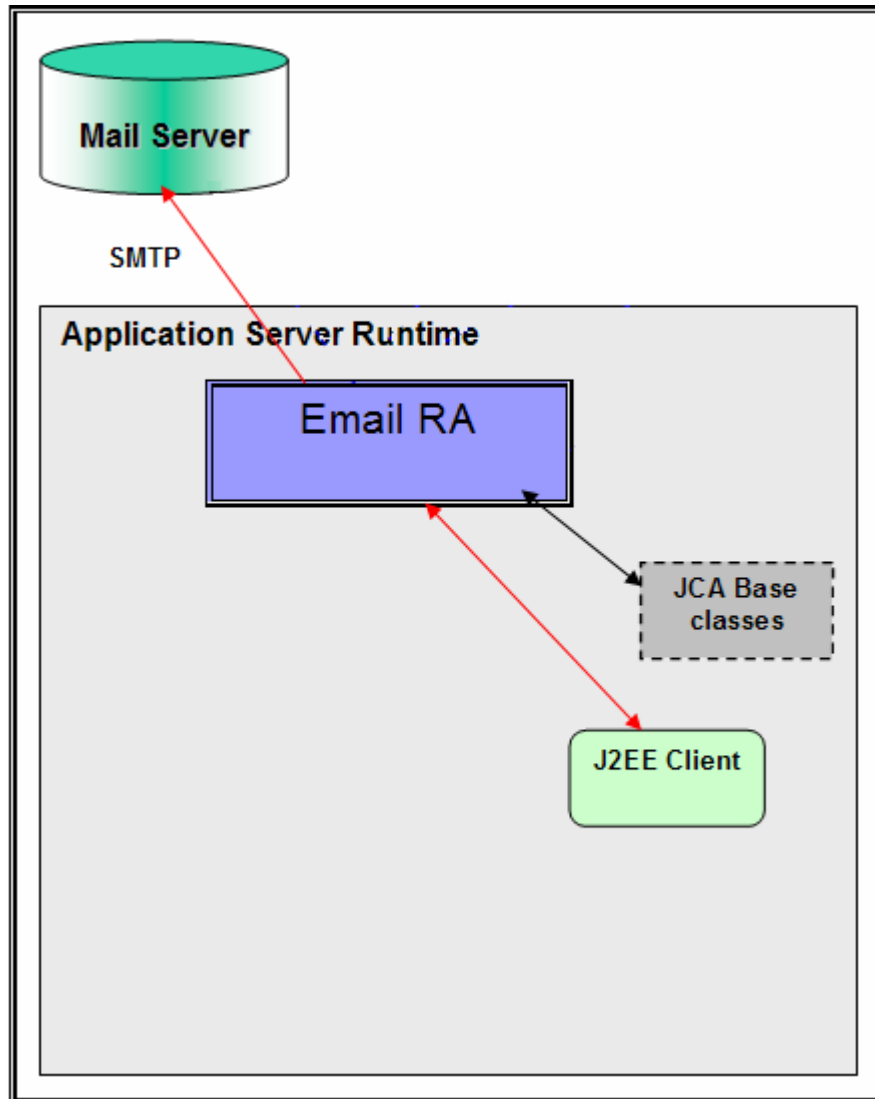 Mail Server
SMTP
Application Server Runtime
Email RA
JCA Base
classes
J2EE Client